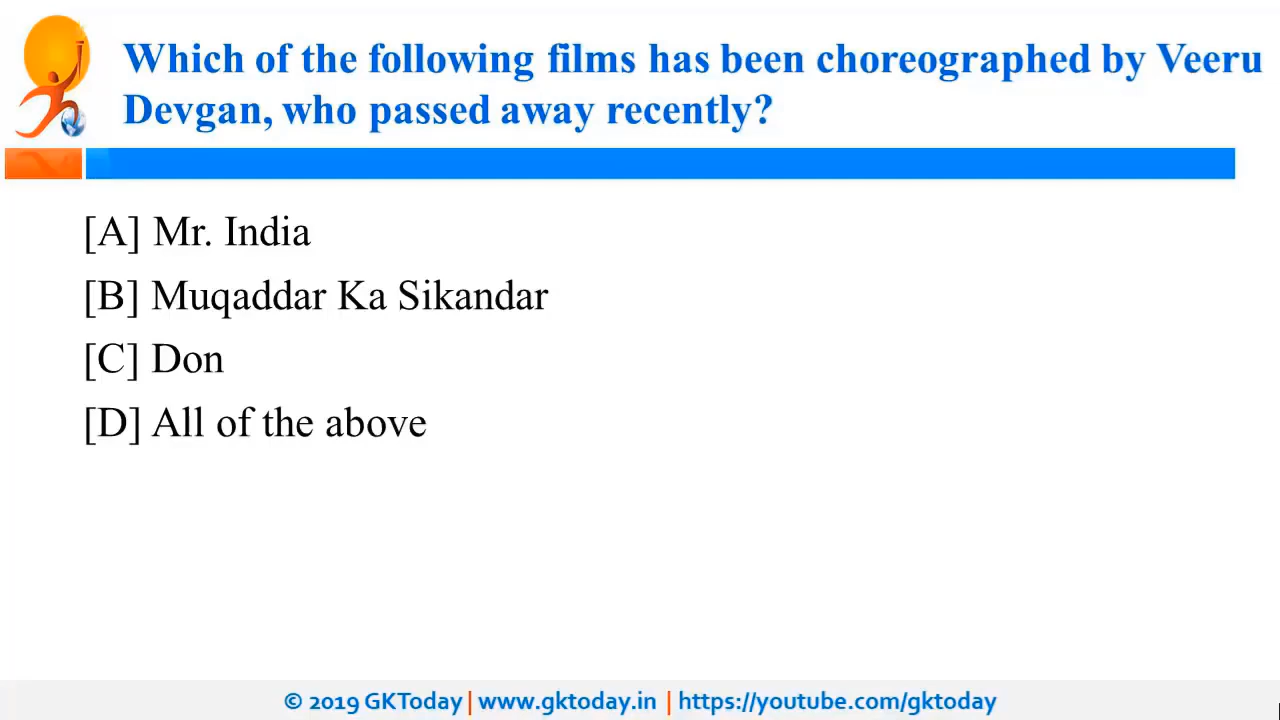 Which of the following films has been choreographed by Veeru
Devgan, who passed away recently?
[A] Mr. India
[B] Muqaddar Ka Sikandar
[C] Don
[D] All of the above
© 2019 GKToday | www.gktoday.in | https://youtube.com/gktoday